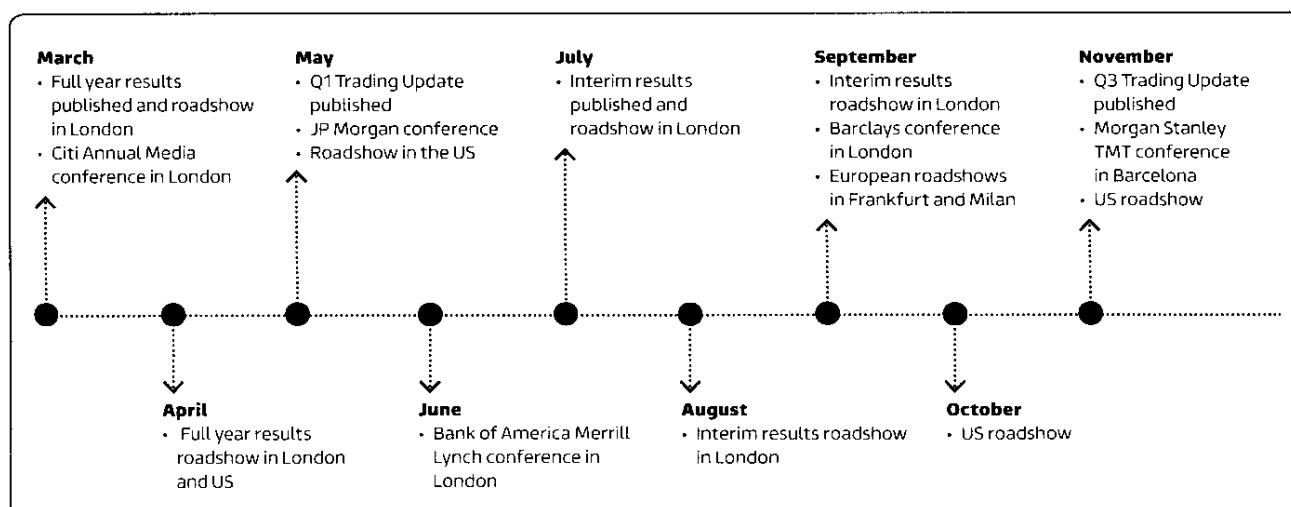 March
• Full year results
published and roadshow
in London
• Citi Annual Media
conference in London
May
• Q1 Trading Update
published
• JP Morgan conference
• Roadshow in the US
July
• Interim results
published and
roadshow in London
September
• Interim results
roadshow in London
• Barclays conference
in London
• European roadshows
in Frankfurt and Milan
November
• Q3 Trading Update
published
• Morgan Stanley
TMT conference
in Barcelona
• US roadshow
April
• Full year results
roadshow in London
and US
June
• Bank of America Merrill
Lynch conference in
London
August
• Interim results roadshow
in London
October
• US roadshow